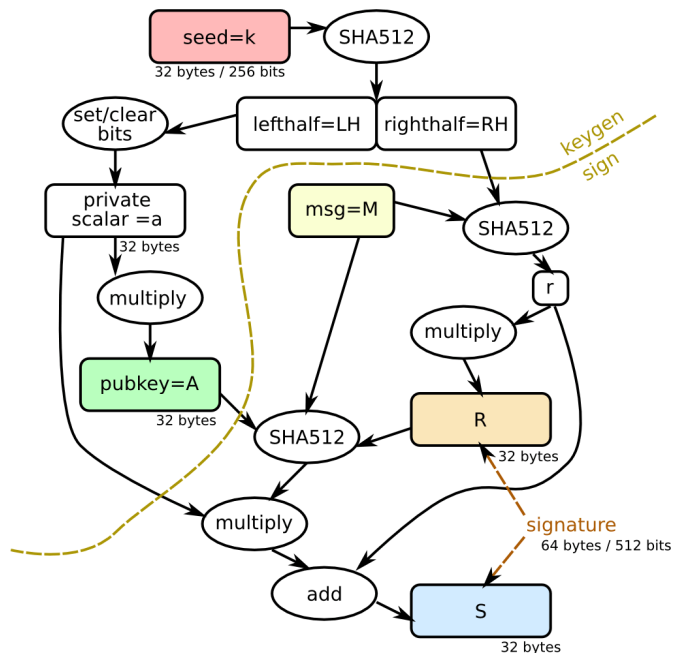 seed=k
SHA512
32 bytes / 256 bits
set/clear
bits
lefthalf=LH
righthalf=RH
keygen
sign
private
scalar =a
msg=M
SHA512
32 bytes
r
multiply
multiply
pubkey=A
R
32 bytes
SHA512
32 bytes
multiply
signature
64 bytes / 512 bits
add
S
32 bytes